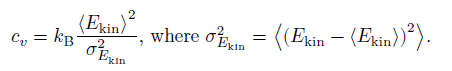 c_v = k_B ⟨E_kin⟩² / σ²_{E_kin}, where σ²_{E_kin} = ⟨(E_kin − ⟨E_kin⟩)²⟩.